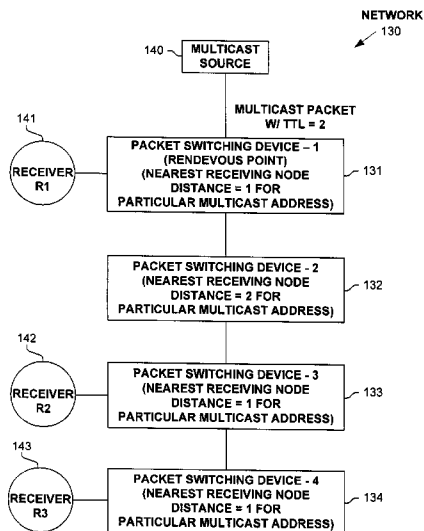 NETWORK
130
140
MULTICAST
SOURCE
MULTICAST PACKET
W/ TTL = 2
141
RECEIVER
R1
PACKET SWITCHING DEVICE – 1
(RENDEVOUS POINT)
(NEAREST RECEIVING NODE
DISTANCE = 1 FOR
PARTICULAR MULTICAST ADDRESS)
131
PACKET SWITCHING DEVICE - 2
(NEAREST RECEIVING NODE
DISTANCE = 2 FOR
PARTICULAR MULTICAST ADDRESS)
132
142
RECEIVER
R2
PACKET SWITCHING DEVICE - 3
(NEAREST RECEIVING NODE
DISTANCE = 1 FOR
PARTICULAR MULTICAST ADDRESS)
133
143
RECEIVER
R3
PACKET SWITCHING DEVICE - 4
(NEAREST RECEIVING NODE
DISTANCE = 1 FOR
PARTICULAR MULTICAST ADDRESS)
134